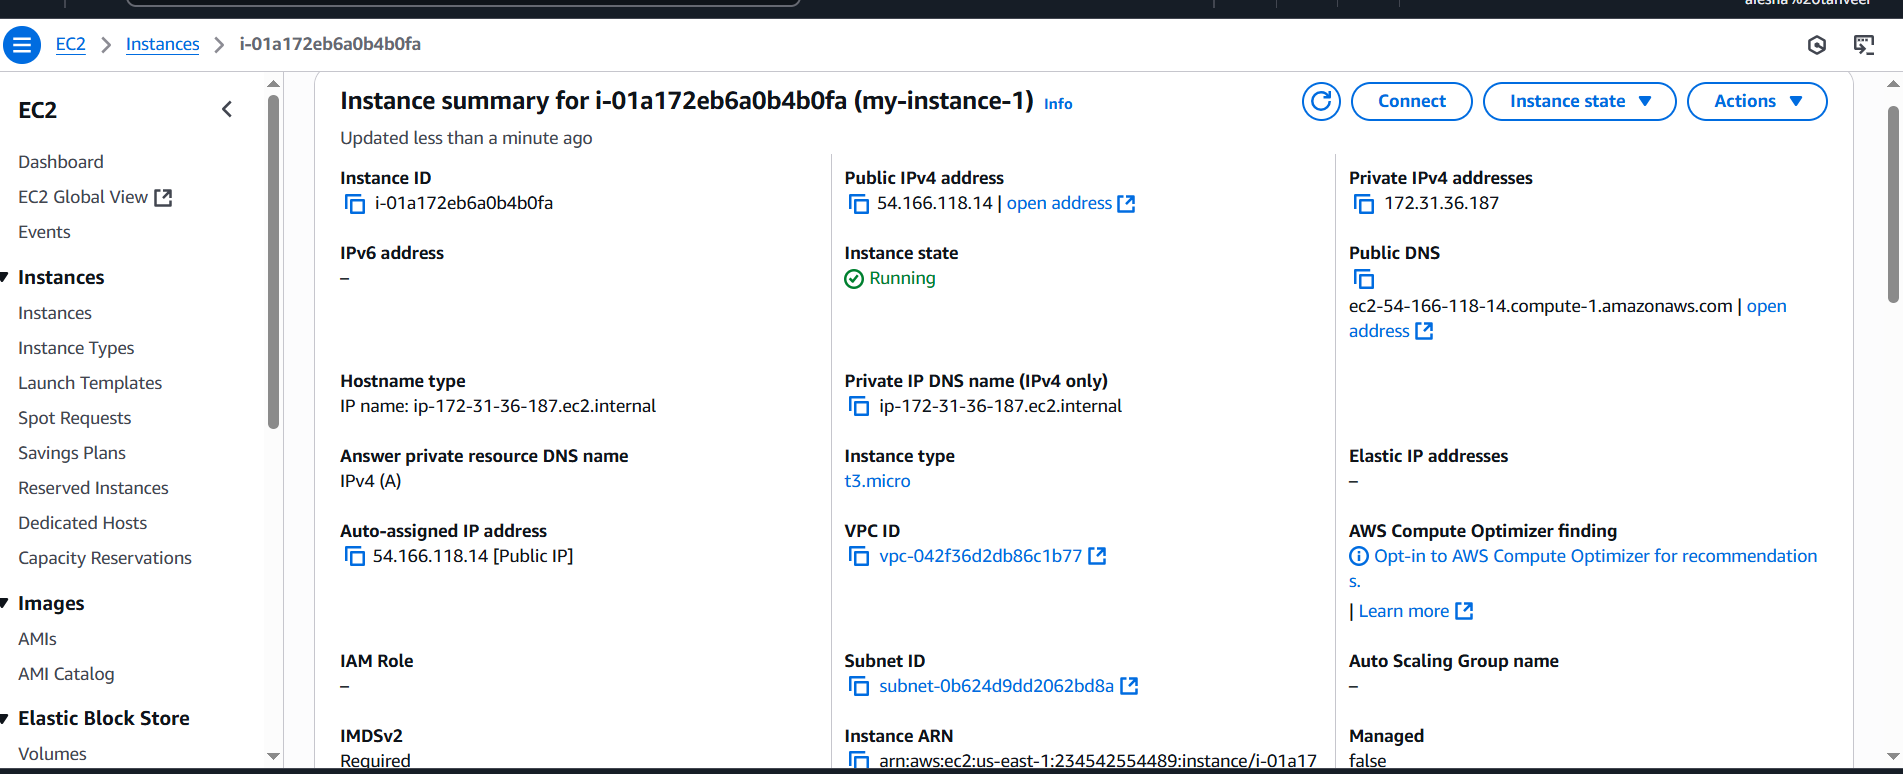 EC2 > Instances > i-01a172eb6a0b4b0fa
EC2
Dashboard
EC2 Global View
Events
Instances
Instances
Instance Types
Launch Templates
Spot Requests
Savings Plans
Reserved Instances
Dedicated Hosts
Capacity Reservations
Images
AMIs
AMI Catalog
Elastic Block Store
Volumes
Instance summary for i-01a172eb6a0b4b0fa (my-instance-1) Info
Connect
Instance state
Actions
Updated less than a minute ago
Instance ID
i-01a172eb6a0b4b0fa
Public IPv4 address
54.166.118.14 | open address
Private IPv4 addresses
172.31.36.187
IPv6 address
–
Instance state
Running
Public DNS
ec2-54-166-118-14.compute-1.amazonaws.com | open
address
Hostname type
IP name: ip-172-31-36-187.ec2.internal
Private IP DNS name (IPv4 only)
ip-172-31-36-187.ec2.internal
Answer private resource DNS name
IPv4 (A)
Instance type
t3.micro
Elastic IP addresses
–
Auto-assigned IP address
54.166.118.14 [Public IP]
VPC ID
vpc-042f36d2db86c1b77
AWS Compute Optimizer finding
Opt-in to AWS Compute Optimizer for recommendation
s.
| Learn more
IAM Role
–
Subnet ID
subnet-0b624d9dd2062bd8a
Auto Scaling Group name
–
IMDSv2
Required
Instance ARN
arn:aws:ec2:us-east-1:234542554489:instance/i-01a17
Managed
false